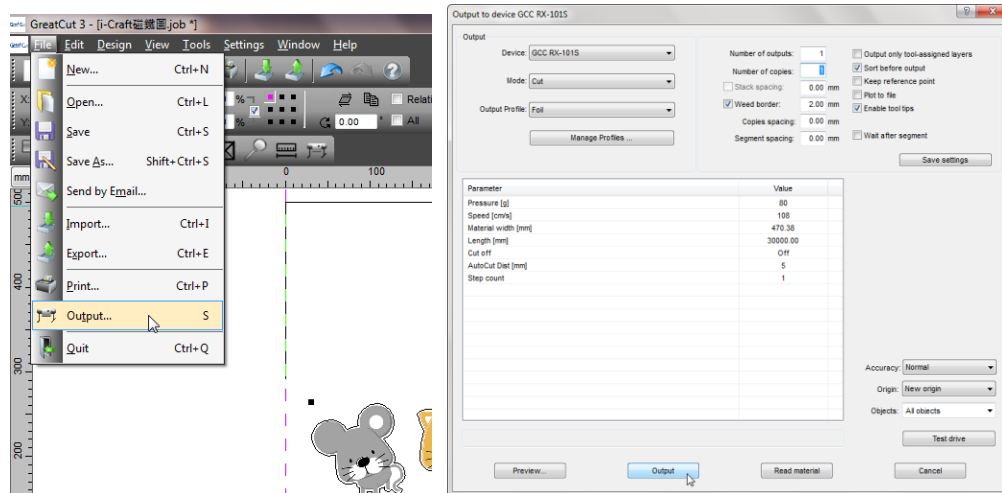 GreatCut 3 - [i-Craft磁鐵圖.job *]
File Edit Design View Tools Settings Window Help
New... Ctrl+N
Open... Ctrl+L
Save Ctrl+S
Save As... Shift+Ctrl+S
Send by Email...
Import... Ctrl+I
Export... Ctrl+E
Print... Ctrl+P
Output... S
Quit Ctrl+Q
X:
Y:
%
%
0.00 °
Relati
All
mm
0 100
500
400
300
200
Output to device GCC RX-101S
Output
Device: GCC RX-101S
Mode: Cut
Output Profile: Foil
Manage Profiles ...
Number of outputs: 1
Number of copies: 1
Stack spacing: 0.00 mm
Weed border: 2.00 mm
Copies spacing: 0.00 mm
Segment spacing: 0.00 mm
Output only tool-assigned layers
Sort before output
Keep reference point
Plot to file
Enable tool tips
Wait after segment
Save settings
Parameter Value
Pressure [g] 80
Speed [cm/s] 108
Material width [mm] 470.38
Length [mm] 30000.00
Cut off Off
AutoCut Dist [mm] 5
Step count 1
Accuracy: Normal
Origin: New origin
Objects: All objects
Test drive
Preview... Output Read material Cancel